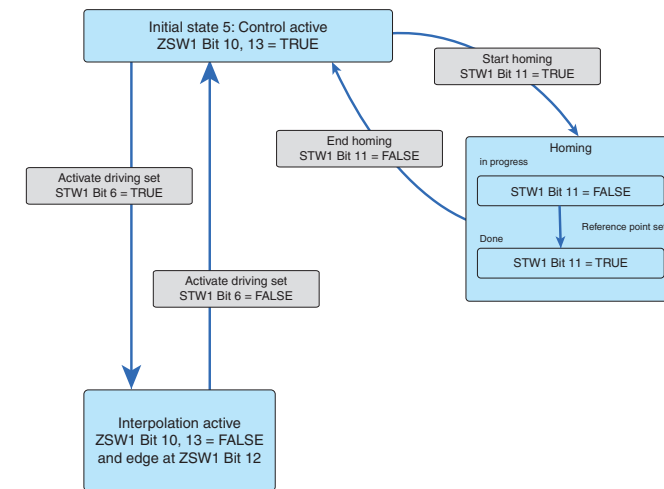 Initial state 5: Control active
ZSW1 Bit 10, 13 = TRUE
Start homing
STW1 Bit 11 = TRUE
End homing
STW1 Bit 11 = FALSE
Homing
in progress
STW1 Bit 11 = FALSE
Reference point set
Done
STW1 Bit 11 = TRUE
Activate driving set
STW1 Bit 6 = TRUE
Activate driving set
STW1 Bit 6 = FALSE
Interpolation active
ZSW1 Bit 10, 13 = FALSE
and edge at ZSW1 Bit 12